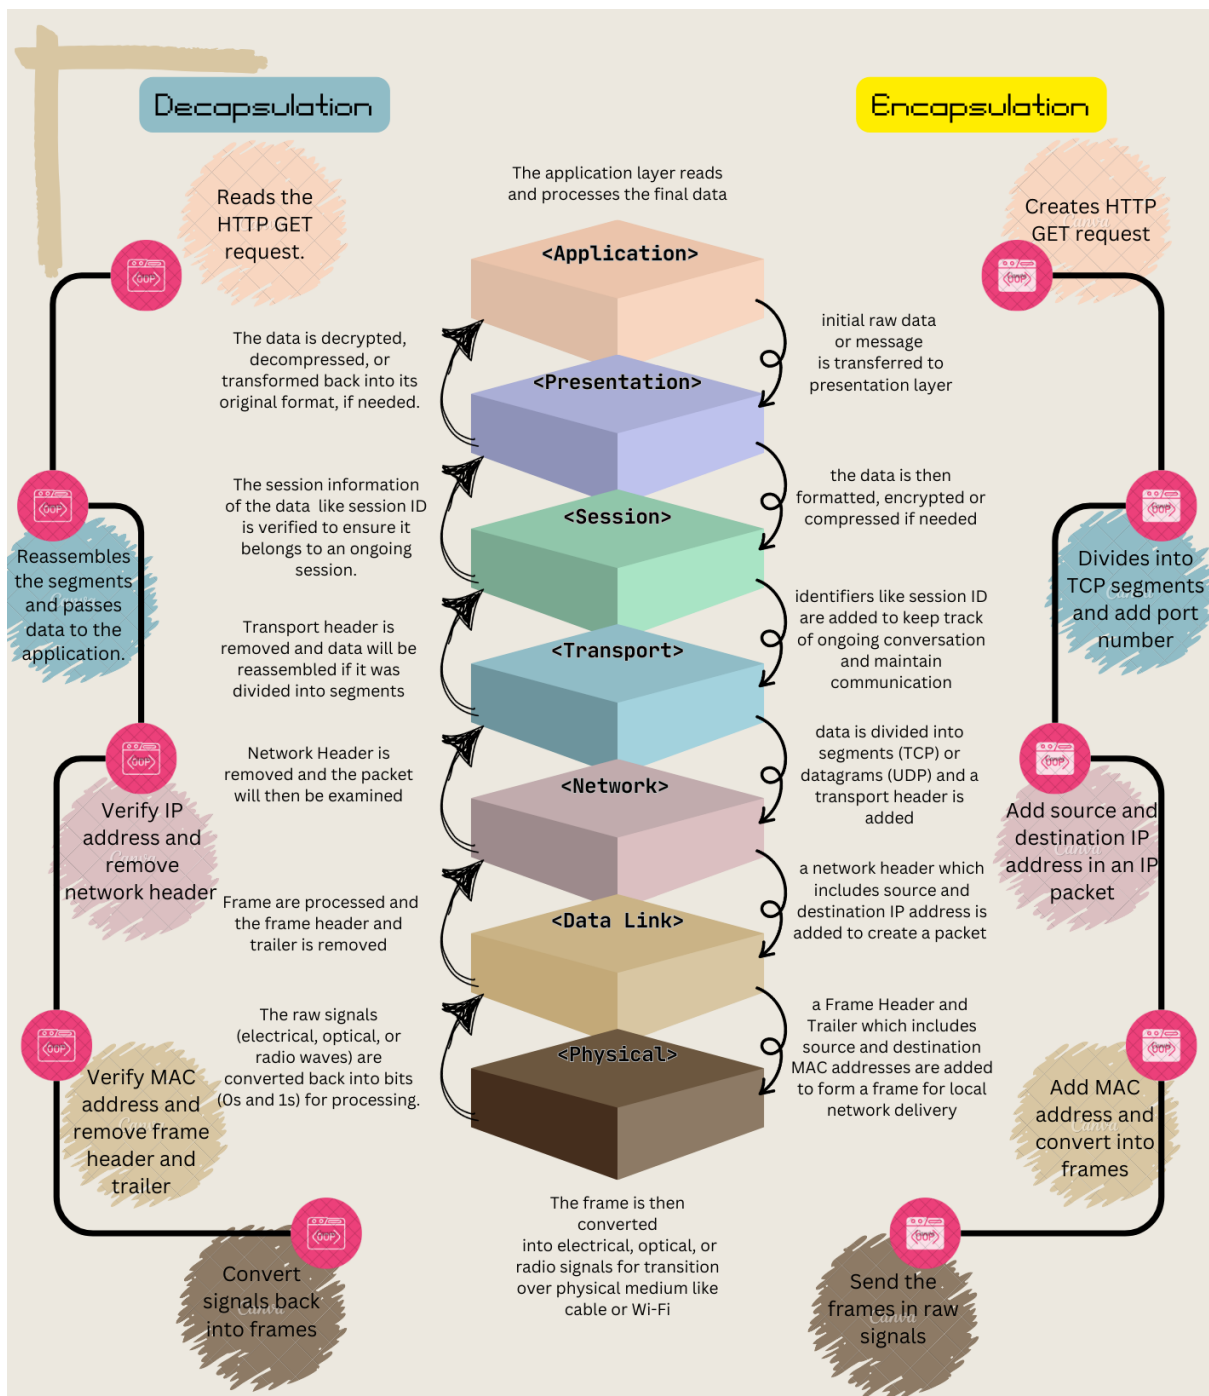 Decapsulation
Encapsulation
Reads the
HTTP GET
request.
The application layer reads
and processes the final data
Creates HTTP
GET request
<Application>
The data is decrypted,
decompressed, or
transformed back into its
original format, if needed.
initial raw data
or message
is transferred to
presentation layer
<Presentation>
The session information
of the data like session ID
is verified to ensure it
belongs to an ongoing
session.
the data is then
formatted, encrypted or
compressed if needed
<Session>
Reassembles
the segments
and passes
data to the
application.
Divides into
TCP segments
and add port
number
Transport header is
removed and data will be
reassembled if it was
divided into segments
identifiers like session ID
are added to keep track
of ongoing conversation
and maintain
communication
<Transport>
Network Header is
removed and the packet
will then be examined
data is divided into
segments (TCP) or
datagrams (UDP) and a
transport header is
added
<Network>
Verify IP
address and
remove
network header
Add source and
destination IP
address in an IP
packet
Frame are processed and
the frame header and
trailer is removed
a network header which
includes source and
destination IP address is
added to create a packet
<Data Link>
The raw signals
(electrical, optical, or
radio waves) are
converted back into bits
(0s and 1s) for processing.
a Frame Header and
Trailer which includes
source and destination
MAC addresses are added
to form a frame for local
network delivery
<Physical>
Verify MAC
address and
remove frame
header and
trailer
Add MAC
address and
convert into
frames
The frame is then
converted
into electrical, optical, or
radio signals for transition
over physical medium like
cable or Wi-Fi
Convert
signals back
into frames
Send the
frames in raw
signals
Canva